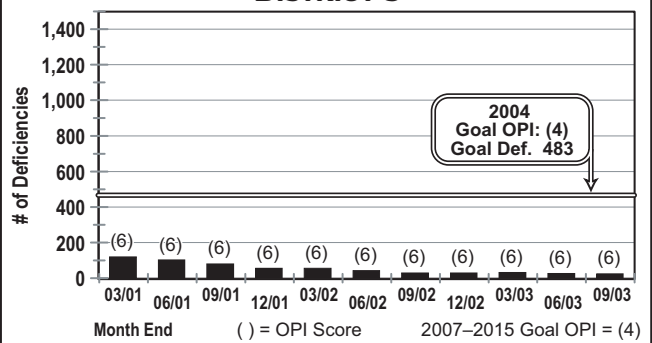 1,400
1,200
1,000
800
600
400
200
0
# of Deficiencies
2004
Goal OPI: (4)
Goal Def. 483
(6) (6) (6) (6) (6) (6) (6) (6) (6) (6) (6)
03/01 06/01 09/01 12/01 03/02 06/02 09/02 12/02 03/03 06/03 09/03
Month End ( ) = OPI Score 2007–2015 Goal OPI = (4)